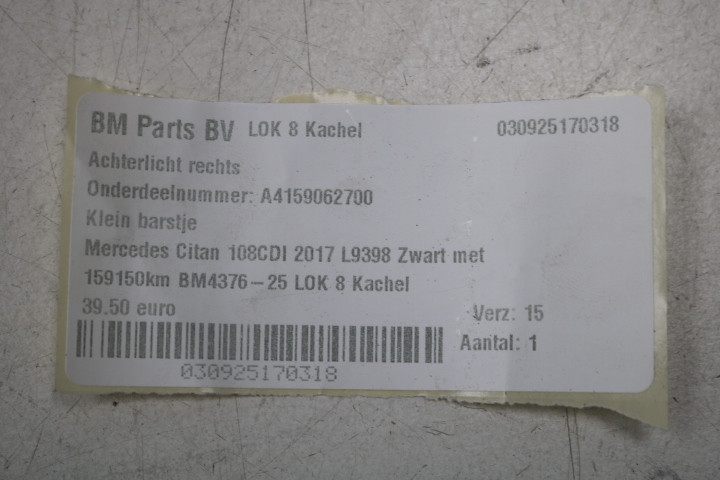 BM Parts BV LOK 8 Kachel 030925170318
Achterlicht rechts
Onderdeelnummer: A4159062700
Klein barstje
Mercedes Citan 108CDI 2017 L9398 Zwart met
159150km BM4376-25 LOK 8 Kachel
39.50 euro Verz: 15
Aantal: 1
030925170318